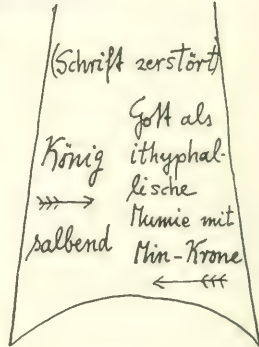 (Schrift zerstört)
König
salbend
Gott als
ithyphal-
lische
Mumie mit
Min-Krone